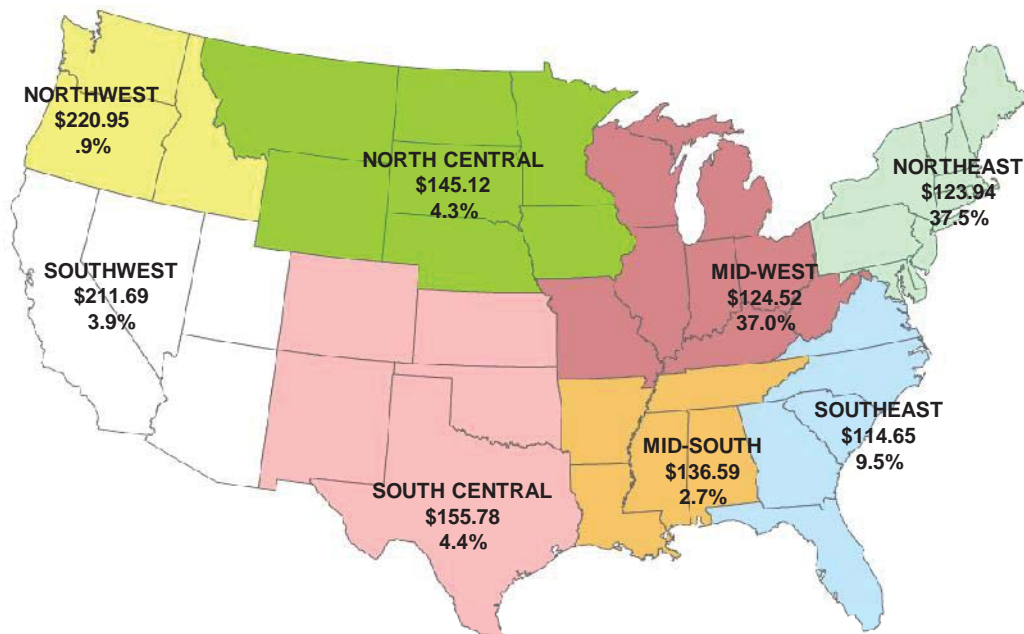 NORTHWEST
$220.95
.9%
NORTH CENTRAL
$145.12
4.3%
NORTHEAST
$123.94
37.5%
SOUTHWEST
$211.69
3.9%
MID-WEST
$124.52
37.0%
SOUTHEAST
$114.65
9.5%
MID-SOUTH
$136.59
2.7%
SOUTH CENTRAL
$155.78
4.4%